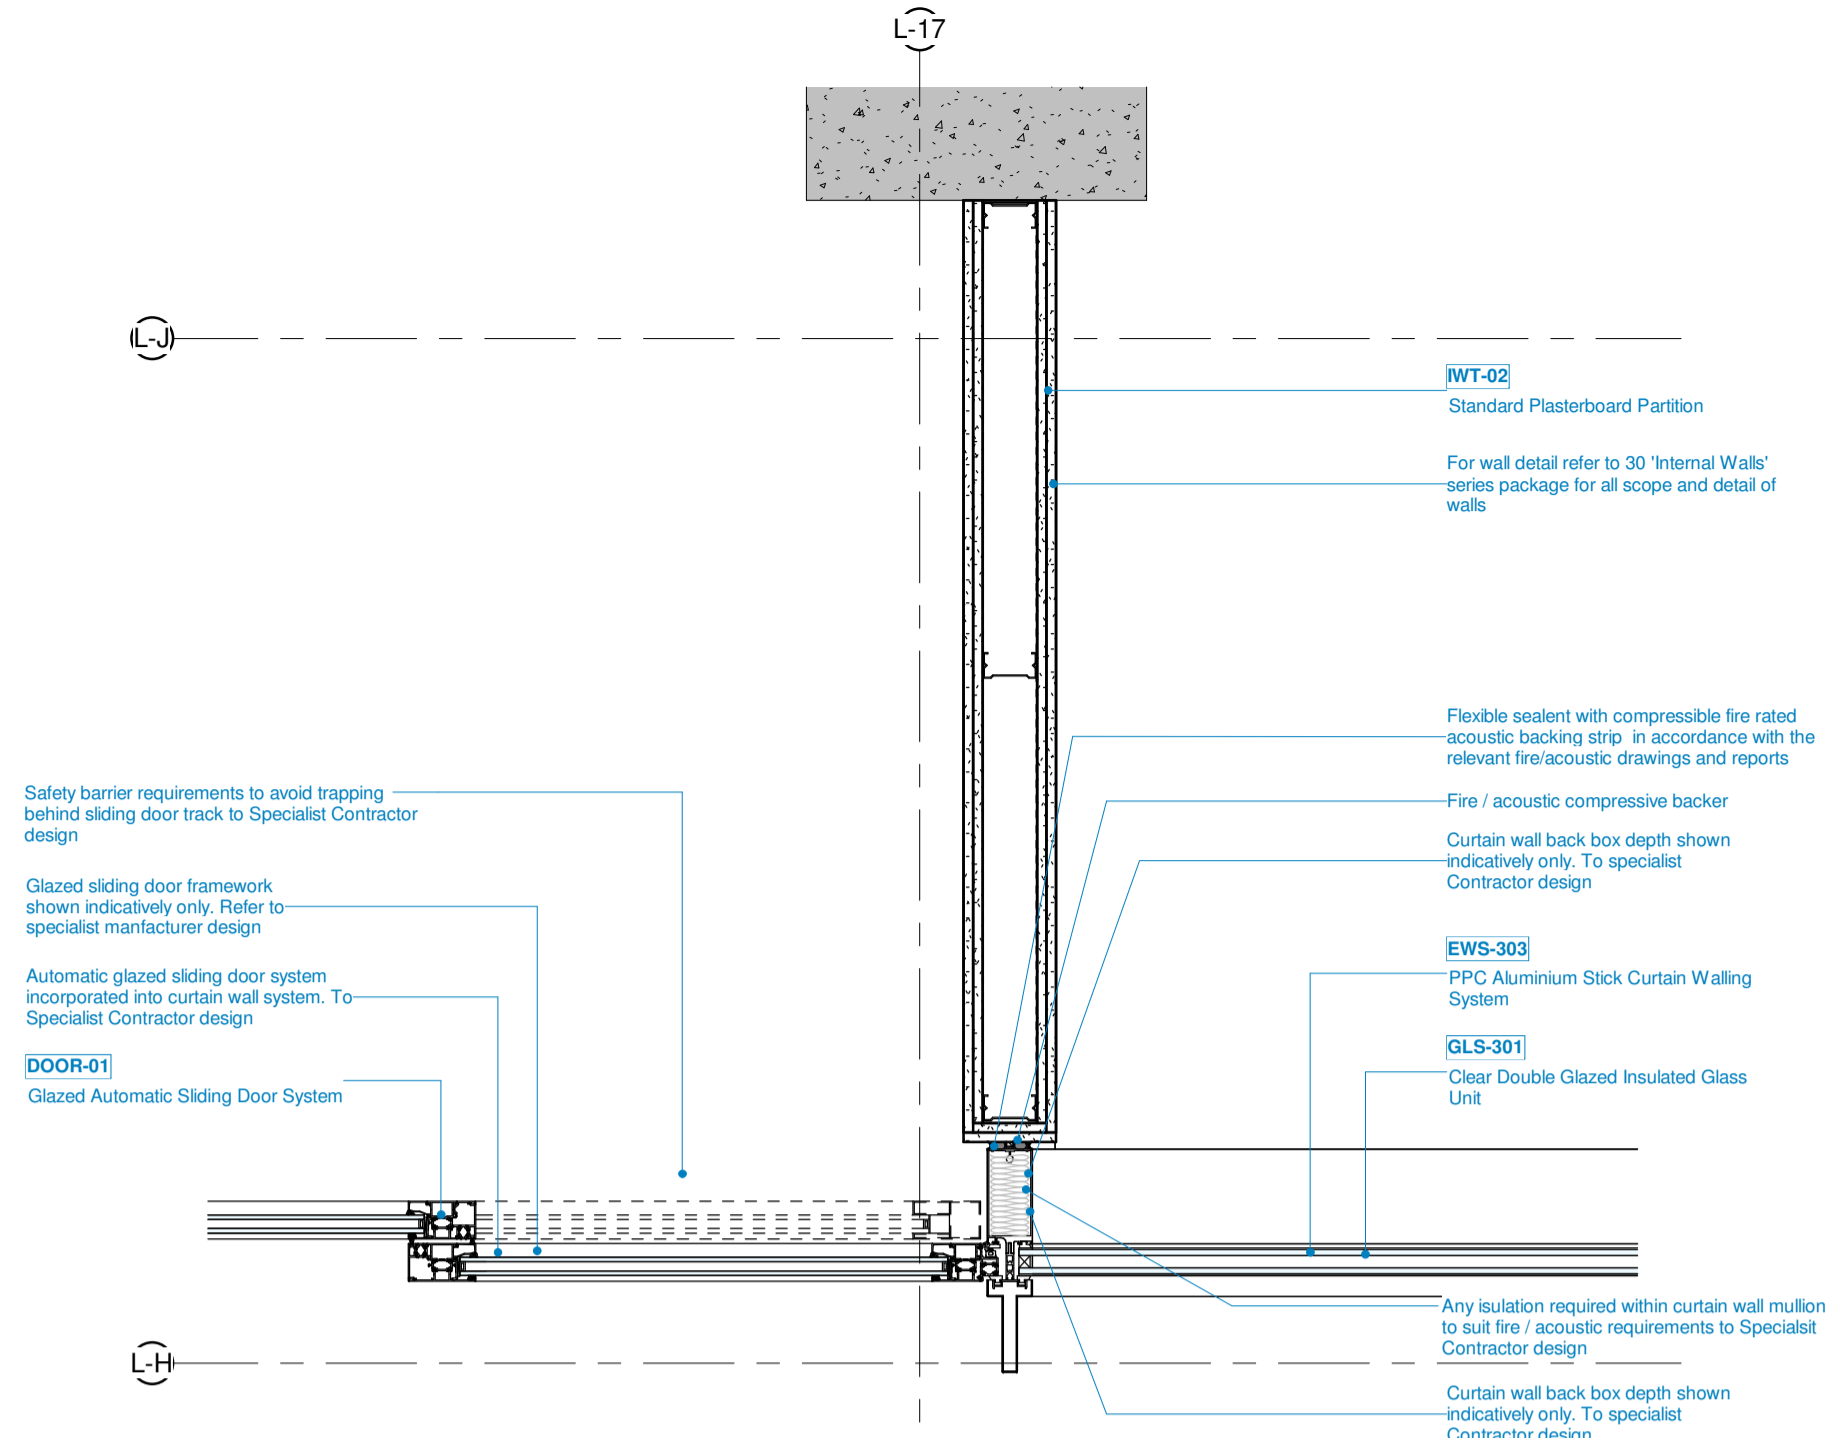 L-17
L-J
IWT-02
Standard Plasterboard Partition
For wall detail refer to 30 'Internal Walls'
series package for all scope and detail of
walls
Flexible sealent with compressible fire rated
acoustic backing strip in accordance with the
relevant fire/acoustic drawings and reports
Safety barrier requirements to avoid trapping
behind sliding door track to Specialist Contractor
design
Fire / acoustic compressive backer
Curtain wall back box depth shown
indicatively only. To specialist
Contractor design
Glazed sliding door framework
shown indicatively only. Refer to
specialist manfacturer design
EWS-303
PPC Aluminium Stick Curtain Walling
System
Automatic glazed sliding door system
incorporated into curtain wall system. To
Specialist Contractor design
GLS-301
Clear Double Glazed Insulated Glass
Unit
DOOR-01
Glazed Automatic Sliding Door System
Any isulation required within curtain wall mullion
to suit fire / acoustic requirements to Specialsit
Contractor design
L-H
Curtain wall back box depth shown
indicatively only. To specialist
Contractor design